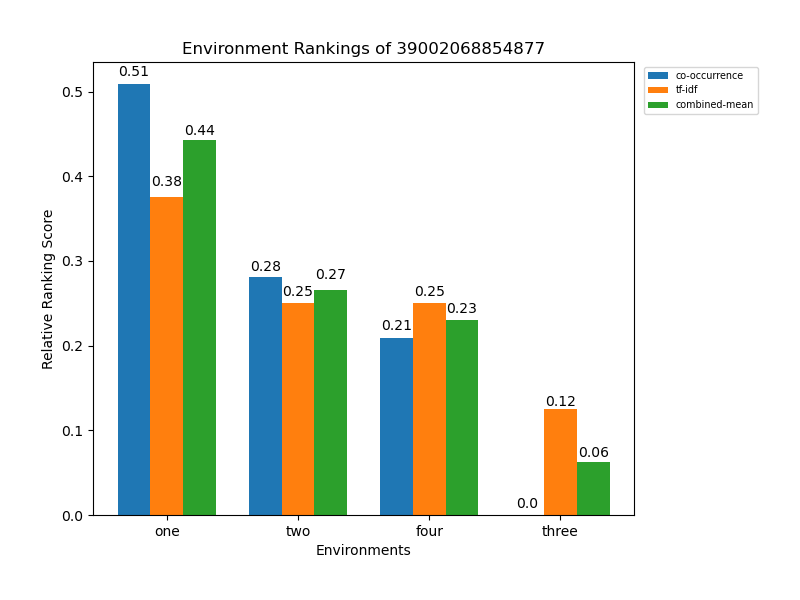 Environment Rankings of 39002068854877
co-occurrence
tf-idf
combined-mean
Relative Ranking Score
0.5
0.4
0.3
0.2
0.1
0.0
0.51
0.38
0.44
0.28
0.25
0.27
0.21
0.25
0.23
0.0
0.12
0.06
one two four three
Environments